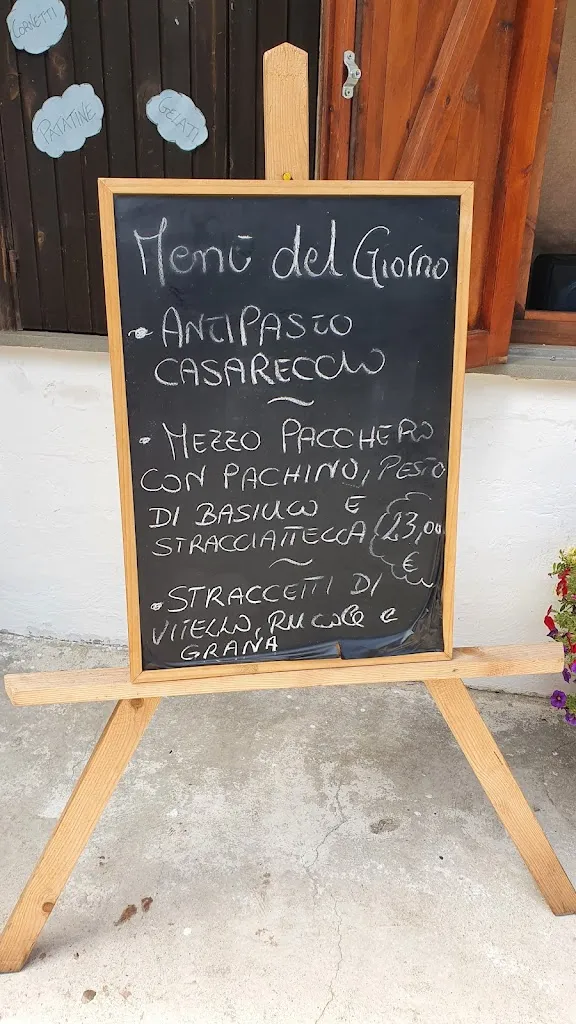 CORNETTI
PATATINE
GELATI
Menù del Giorno
• ANTIPASTO
CASARECCIO
~
• MEZZO PACCHERO
CON PACHINO, PESTO
DI BASILICO E
STRACCIATTELLA 23,00
€
~
• STRACCETTI DI
VITELLO, RUCOLA e
GRANA